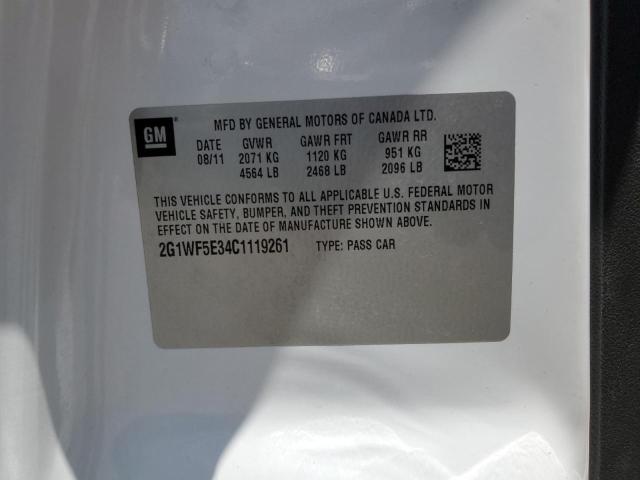 GM
MFD BY GENERAL MOTORS OF CANADA LTD.
DATE GVWR GAWR FRT GAWR RR
08/11 2071 KG 1120 KG 951 KG
4564 LB 2468 LB 2096 LB
THIS VEHICLE CONFORMS TO ALL APPLICABLE U.S. FEDERAL MOTOR
VEHICLE SAFETY, BUMPER, AND THEFT PREVENTION STANDARDS IN
EFFECT ON THE DATE OF MANUFACTURE SHOWN ABOVE.
2G1WF5E34C1119261 TYPE: PASS CAR